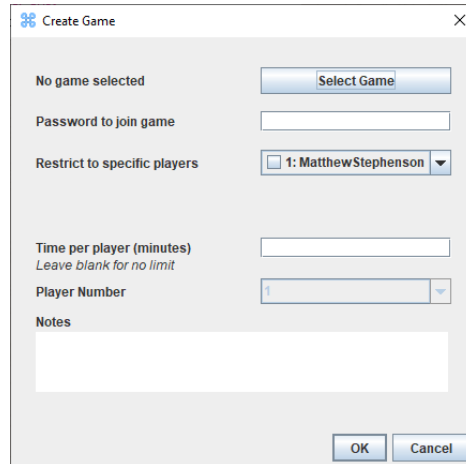 Create Game
No game selected
Select Game
Password to join game
Restrict to specific players
1: MatthewStephenson
Time per player (minutes)
Leave blank for no limit
Player Number
1
Notes
OK
Cancel